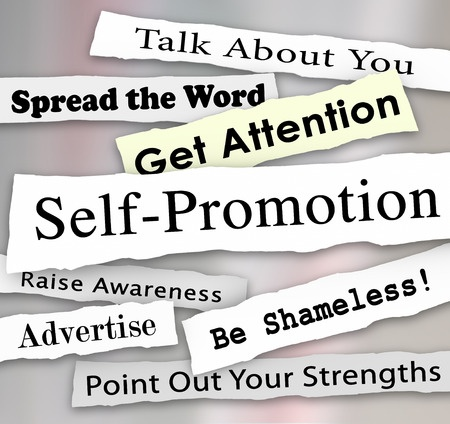 Talk About You
Spread the Word
Get Attention
Self-Promotion
Raise Awareness
Be Shameless!
Advertise
Point Out Your Strengths